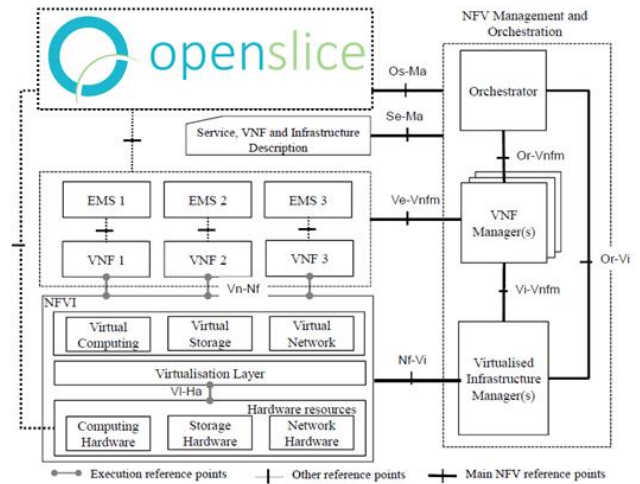 openslice
NFV Management and
Orchestration
Os-Ma
Orchestrator
Se-Ma
Service, VNF and Infrastructure
Description
Or-Vnfm
EMS 1
EMS 2
EMS 3
Ve-Vnfm
VNF
Manager(s)
VNF 1
VNF 2
VNF 3
Or-Vi
Vn-Nf
Vi-Vnfm
NFVI
Virtual
Computing
Virtual
Storage
Virtual
Network
Nf-Vi
Virtualisation Layer
Virtualised
Infrastructure
Manager(s)
Vl-Ha
Hardware resources
Computing
Hardware
Storage
Hardware
Network
Hardware
Execution reference points
Other reference points
Main NFV reference points